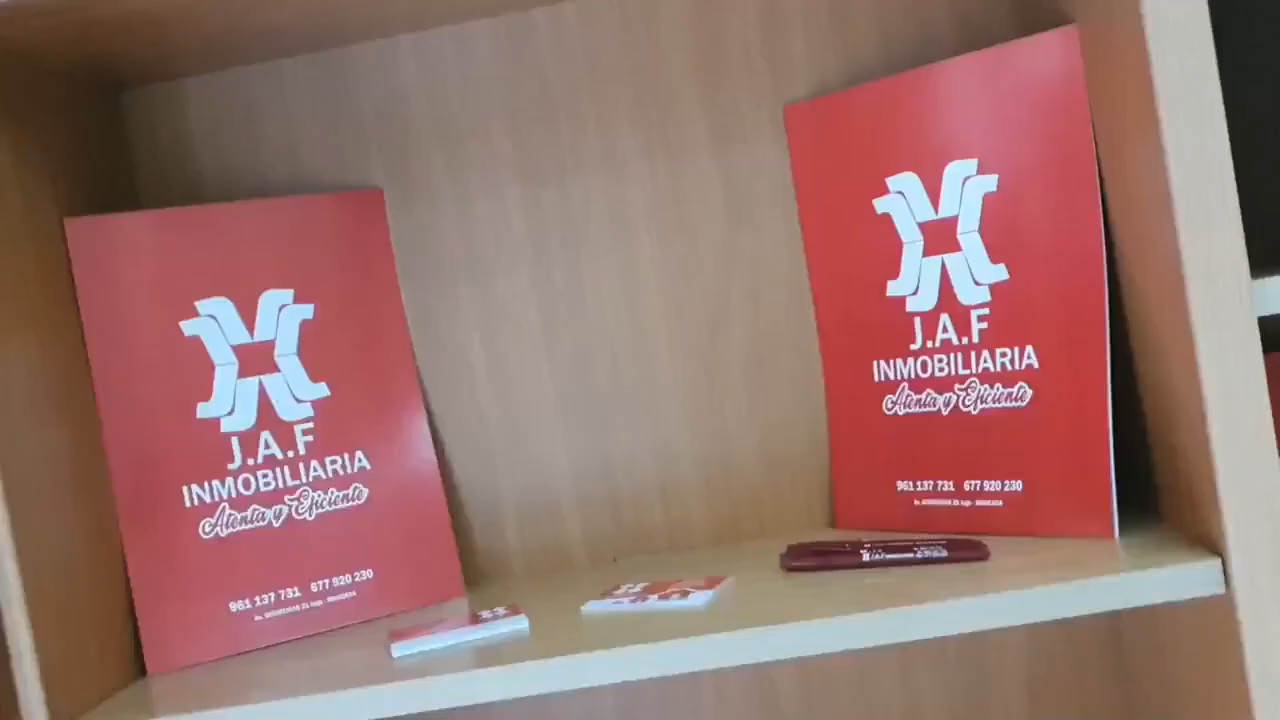 J.A.F
INMOBILIARIA
Atenta y Eficiente
961 137 731 677 920 230
J.A.F
INMOBILIARIA
Atenta y Eficiente
961 137 731 677 920 230